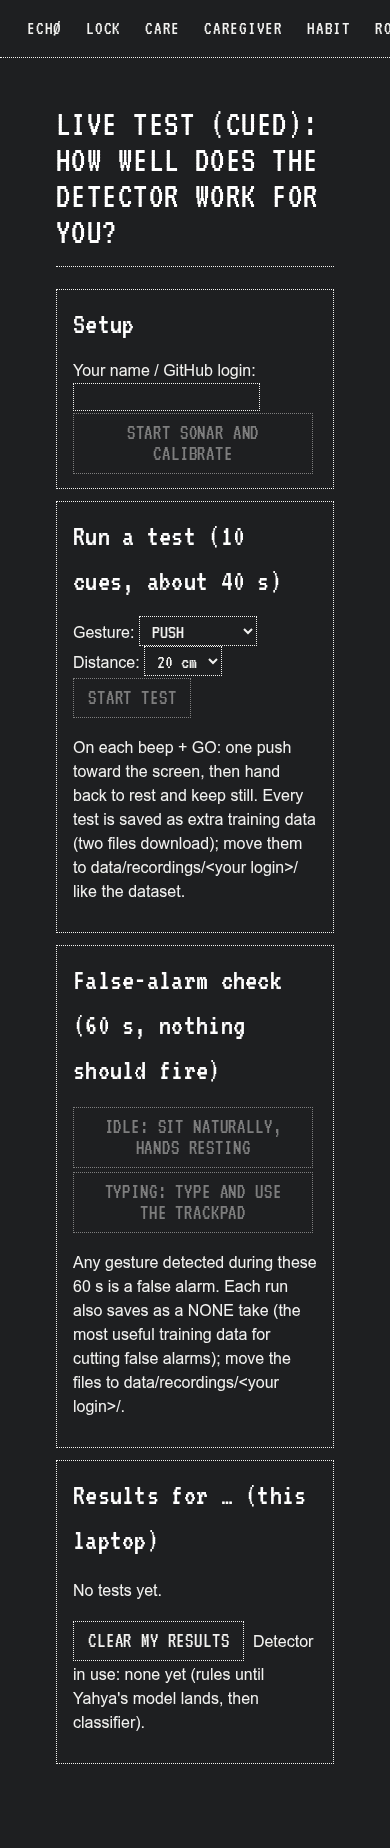 ECHØ LOCK CARE CAREGIVER HABIT RO
LIVE TEST (CUED):
HOW WELL DOES THE
DETECTOR WORK FOR
YOU?
Setup
Your name / GitHub login:
START SONAR AND
CALIBRATE
Run a test (10
cues, about 40 s)
Gesture: PUSH
Distance: 20 cm
START TEST
On each beep + GO: one push
toward the screen, then hand
back to rest and keep still. Every
test is saved as extra training data
(two files download); move them
to data/recordings/<your login>/
like the dataset.
False-alarm check
(60 s, nothing
should fire)
IDLE: SIT NATURALLY,
HANDS RESTING
TYPING: TYPE AND USE
THE TRACKPAD
Any gesture detected during these
60 s is a false alarm. Each run
also saves as a NONE take (the
most useful training data for
cutting false alarms); move the
files to data/recordings/<your
login>/.
Results for … (this
laptop)
No tests yet.
CLEAR MY RESULTS Detector
in use: none yet (rules until
Yahya's model lands, then
classifier).